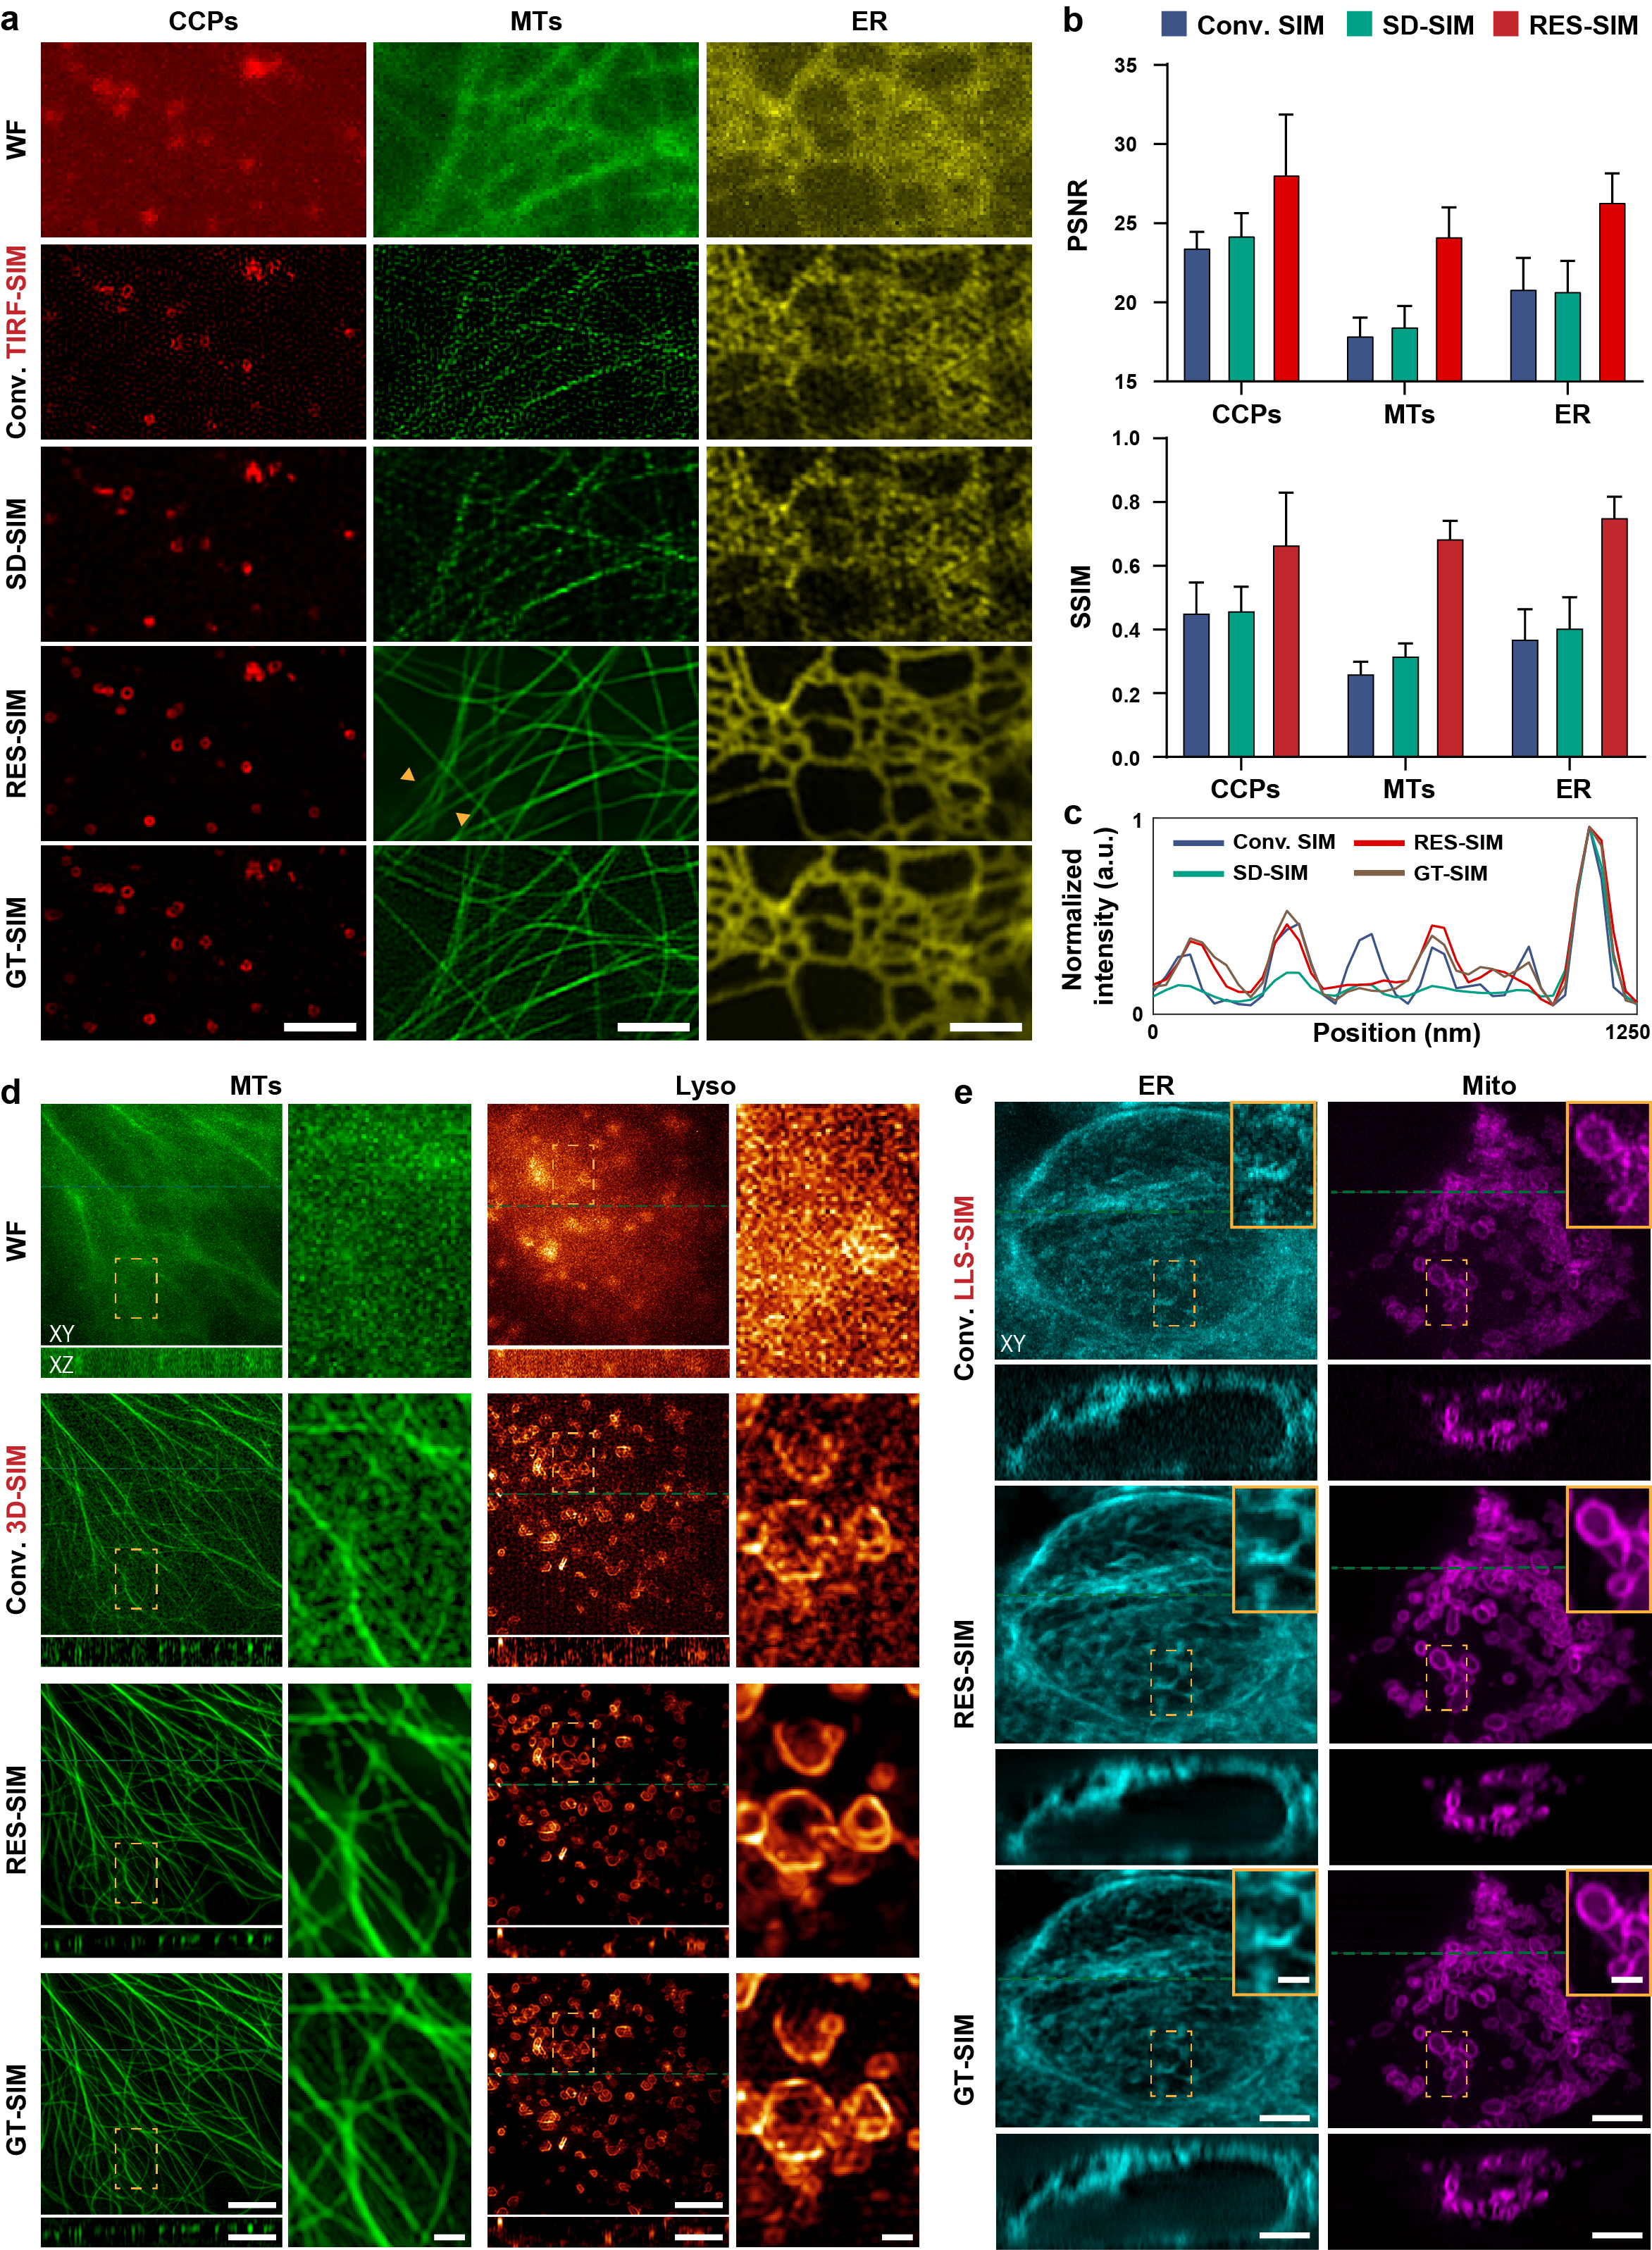 a
CCPs
MTs
ER
WF
Conv. TIRF-SIM
SD-SIM
RES-SIM
GT-SIM
b
Conv. SIM
SD-SIM
RES-SIM
35
30
25
20
15
PSNR
CCPs
MTs
ER
1.0
0.8
0.6
0.4
0.2
0.0
SSIM
CCPs
MTs
ER
c
Normalized
intensity (a.u.)
1
0
Conv. SIM
RES-SIM
SD-SIM
GT-SIM
0
Position (nm)
1250
d
MTs
Lyso
WF
XY
XZ
Conv. 3D-SIM
RES-SIM
GT-SIM
e
ER
Mito
Conv. LLS-SIM
XY
RES-SIM
GT-SIM